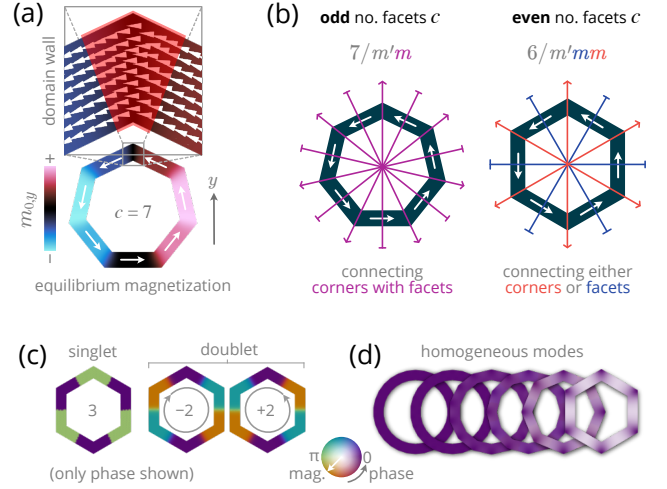 (a)
domain wall
+
m0,y
−
c = 7
y
equilibrium magnetization
(b)
odd no. facets c
7/m′m
connecting
corners with facets
even no. facets c
6/m′mm
connecting either
corners or facets
(c)
singlet
doublet
3
−2
+2
(only phase shown)
π
0
mag.
phase
(d)
homogeneous modes